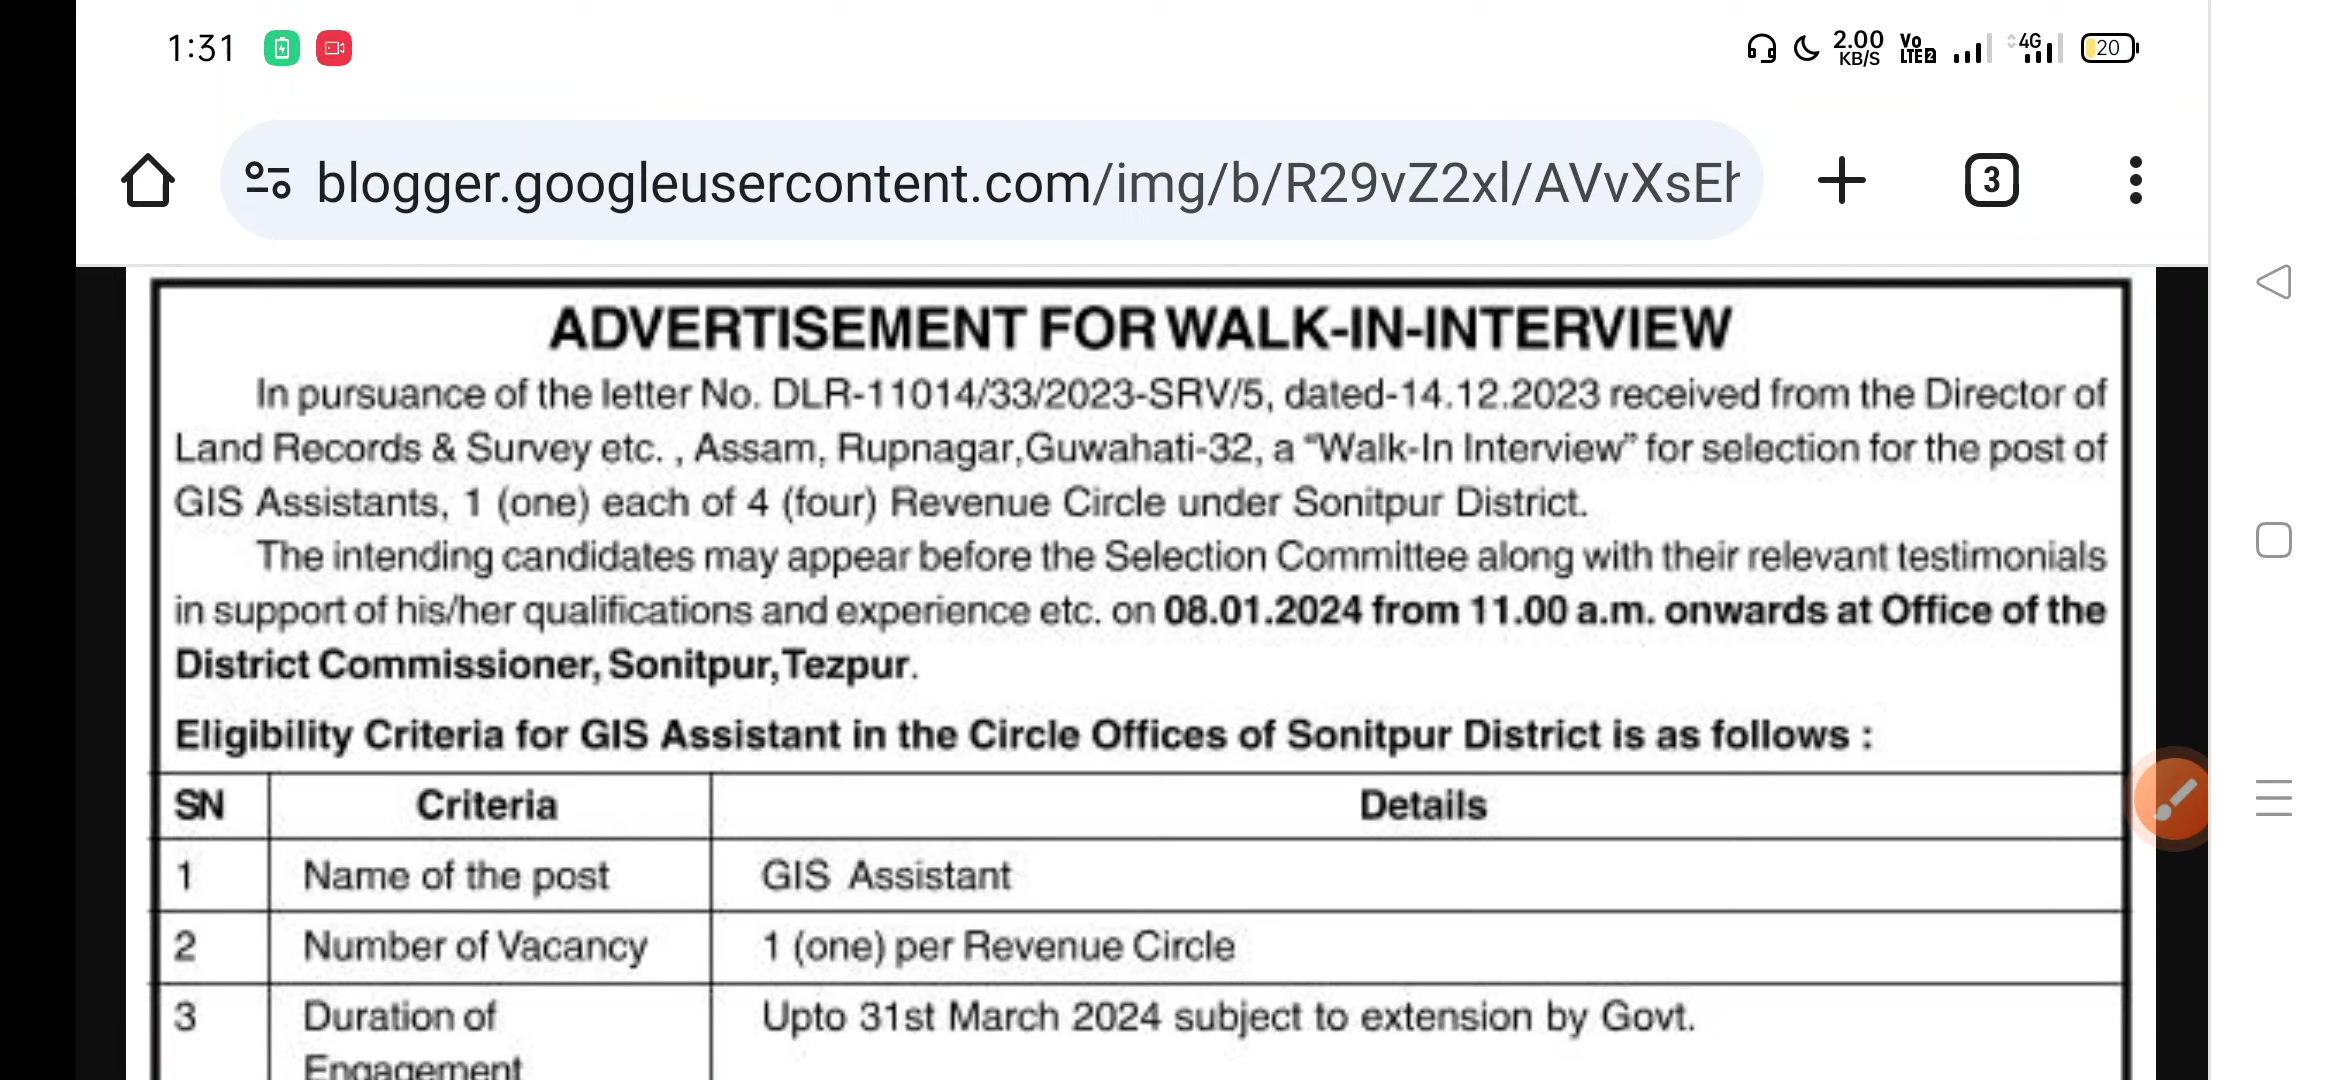 1:31
2.00 KB/S Vo LTE 2 4G 20
blogger.googleusercontent.com/img/b/R29vZ2xl/AVvXsEh
3
ADVERTISEMENT FOR WALK-IN-INTERVIEW
In pursuance of the letter No. DLR-11014/33/2023-SRV/5, dated-14.12.2023 received from the Director of
Land Records & Survey etc. , Assam, Rupnagar,Guwahati-32, a “Walk-In Interview” for selection for the post of
GIS Assistants, 1 (one) each of 4 (four) Revenue Circle under Sonitpur District.
The intending candidates may appear before the Selection Committee along with their relevant testimonials
in support of his/her qualifications and experience etc. on 08.01.2024 from 11.00 a.m. onwards at Office of the
District Commissioner, Sonitpur,Tezpur.
Eligibility Criteria for GIS Assistant in the Circle Offices of Sonitpur District is as follows :
SN Criteria Details
1 Name of the post GIS Assistant
2 Number of Vacancy 1 (one) per Revenue Circle
3 Duration of Upto 31st March 2024 subject to extension by Govt.
Engagement